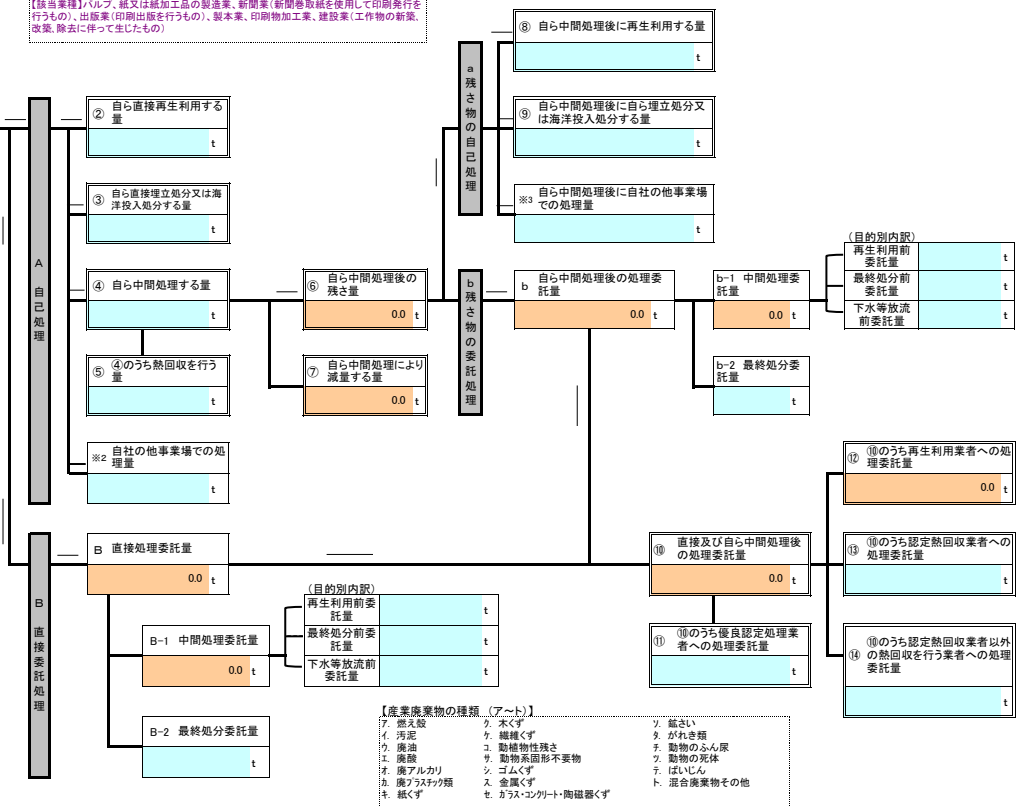 【該当業種】パルプ、紙又は紙加工品の製造業、新聞業(新聞巻取紙を使用して印刷発行を
行うもの)、出版業(印刷出版を行うもの)、製本業、印刷物加工業、建設業(工作物の新築、
改築、除去に伴って生じたもの)
⑧ 自ら中間処理後に再生利用する量
t
a 残さ物の自己処理
② 自ら直接再生利用する
量
t
⑨ 自ら中間処理後に自ら埋立処分又
は海洋投入処分する量
t
③ 自ら直接埋立処分又は海
洋投入処分する量
t
※3 自ら中間処理後に自社の他事業場
での処理量
t
A 自己処理
④ 自ら中間処理する量
t
⑥ 自ら中間処理後の
残さ量
0.0 t
b 残さ物の委託処理
b 自ら中間処理後の処理委
託量
0.0 t
b-1 中間処理委
託量
0.0 t
(目的別内訳)
再生利用前
委託量
t
最終処分前
委託量
t
下水等放流
前委託量
t
⑤ ④のうち熱回収を行う
量
t
⑦ 自ら中間処理により
減量する量
0.0 t
b-2 最終処分委
託量
t
※2 自社の他事業場での処
理量
t
⑫ ⑩のうち再生利用業者への処
理委託量
0.0 t
B 直接委託処理
B 直接処理委託量
0.0 t
⑩ 直接及び自ら中間処理後
の処理委託量
0.0 t
⑬ ⑩のうち認定熱回収業者への
処理委託量
t
B-1 中間処理委託量
0.0 t
(目的別内訳)
再生利用前委
託量
t
最終処分前委
託量
t
下水等放流前
委託量
t
⑪ ⑩のうち優良認定処理業
者への処理委託量
t
⑭ ⑩のうち認定熱回収業者以外
の熱回収を行う業者への処理
委託量
t
B-2 最終処分委託量
t
【産業廃棄物の種類 (ア～ト)】
ア. 燃え殻 ク. 木くず ソ. 鉱さい
イ. 汚泥 ケ. 繊維くず タ. がれき類
ウ. 廃油 コ. 動植物性残さ チ. 動物のふん尿
エ. 廃酸 サ. 動物系固形不要物 ツ. 動物の死体
オ. 廃アルカリ シ. ゴムくず テ. ばいじん
カ. 廃プラスチック類 ス. 金属くず ト. 混合廃棄物その他
キ. 紙くず セ. ガラス・コンクリート・陶磁器くず